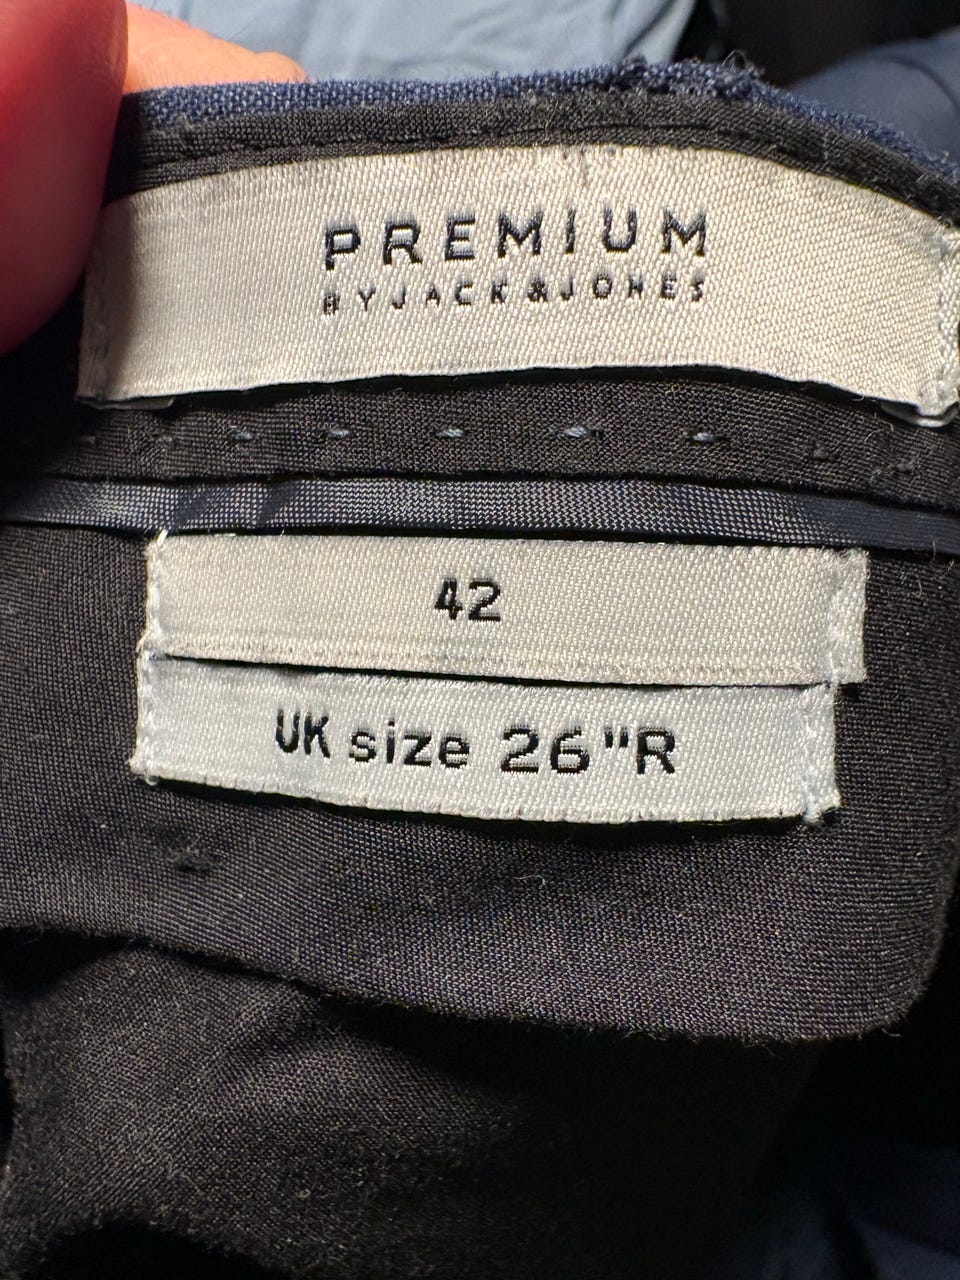 PREMIUM
BYJACK&JONES
42
UK size 26"R